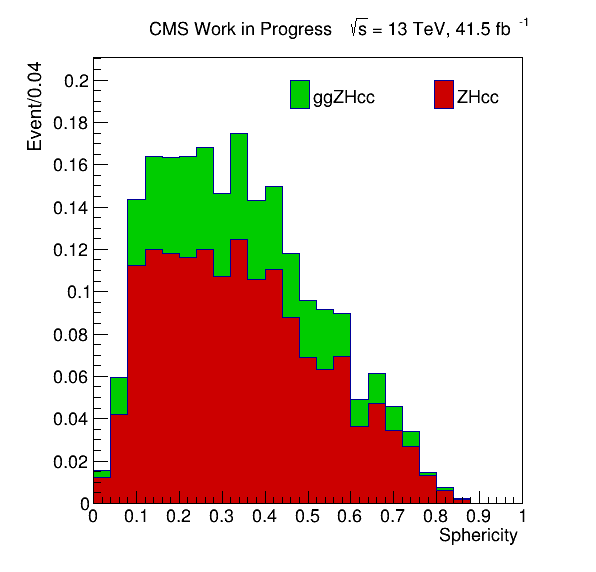 CMS Work in Progress √s = 13 TeV, 41.5 fb -1
Event/0.04
ggZHcc ZHcc
0.2
0.18
0.16
0.14
0.12
0.1
0.08
0.06
0.04
0.02
0
0 0.1 0.2 0.3 0.4 0.5 0.6 0.7 0.8 0.9 1
Sphericity